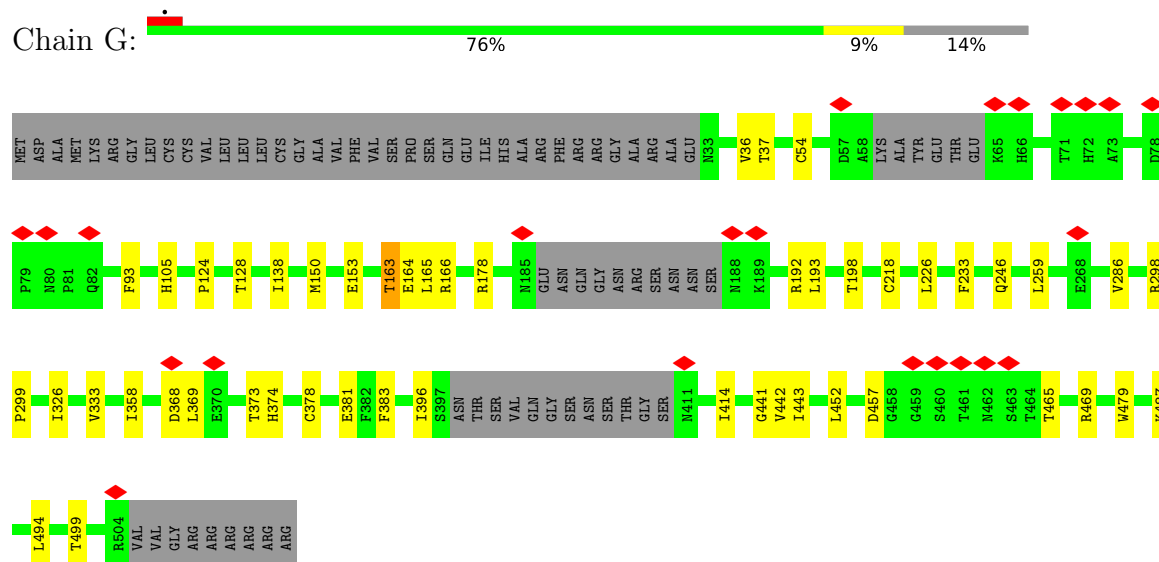 Chain G:
76% 9% 14%
MET ASP ALA MET LYS ARG GLY LEU CYS CYS VAL LEU LEU LEU CYS GLY ALA VAL PHE VAL SER PRO SER GLN GLU ILE HIS ALA ARG PHE ARG ARG GLY ALA ARG ALA GLU N33 V36 T37 C54 D57 A58 LYS ALA TYR GLU THR GLU K65 H66 T71 H72 A73 D78
P79 N80 P81 Q82 F93 H105 P124 T128 I138 M150 E153 T163 E164 L165 R166 R178 N185 GLU ASN GLN GLY ASN ARG SER ASN ASN SER N188 K189 R192 L193 T198 C218 L226 F233 Q246 L259 E268 V286 R298
P299 I326 V333 I358 D368 L369 E370 T373 H374 C378 E381 F382 F383 I396 S397 ASN THR SER VAL GLN GLY SER ASN SER THR GLY SER N411 I414 G441 V442 I443 L452 D457 G458 G459 S460 T461 N462 S463 T464 T465 R469 W479
L494 T499 R504 VAL VAL GLY ARG ARG ARG ARG ARG ARG